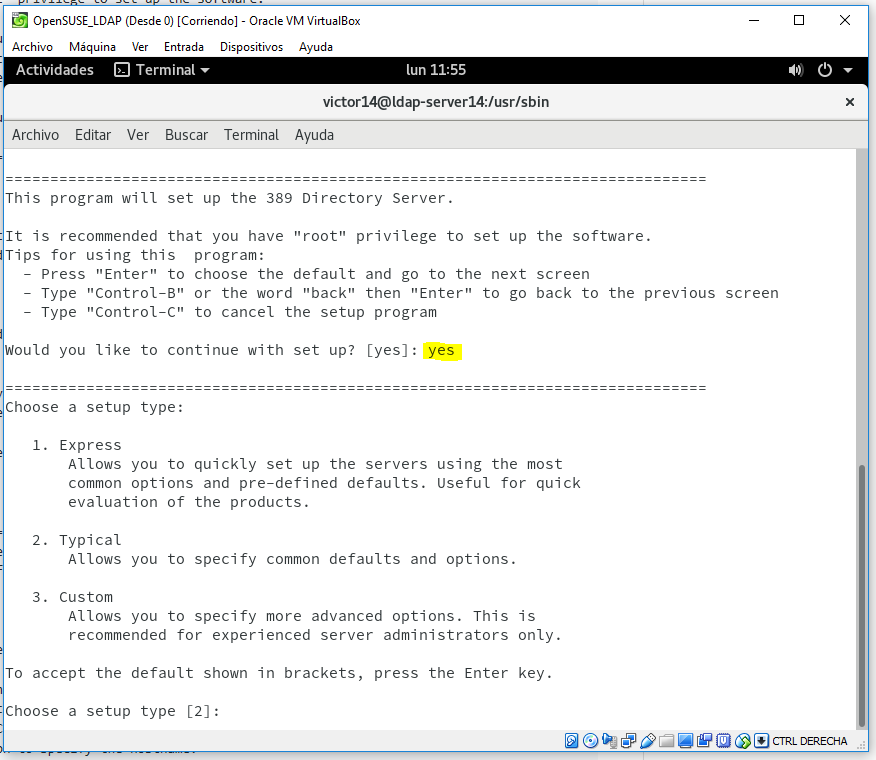 privilege to set up the software.
OpenSUSE_LDAP (Desde 0) [Corriendo] - Oracle VM VirtualBox
Archivo Máquina Ver Entrada Dispositivos Ayuda
Actividades Terminal lun 11:55
victor14@ldap-server14:/usr/sbin
Archivo Editar Ver Buscar Terminal Ayuda
==============================================================================
This program will set up the 389 Directory Server.
It is recommended that you have "root" privilege to set up the software.
Tips for using this  program:
  - Press "Enter" to choose the default and go to the next screen
  - Type "Control-B" or the word "back" then "Enter" to go back to the previous screen
  - Type "Control-C" to cancel the setup program
Would you like to continue with set up? [yes]: yes
==============================================================================
Choose a setup type:
   1. Express
       Allows you to quickly set up the servers using the most
       common options and pre-defined defaults. Useful for quick
       evaluation of the products.
   2. Typical
       Allows you to specify common defaults and options.
   3. Custom
       Allows you to specify more advanced options. This is
       recommended for experienced server administrators only.
To accept the default shown in brackets, press the Enter key.
Choose a setup type [2]:
CTRL DERECHA